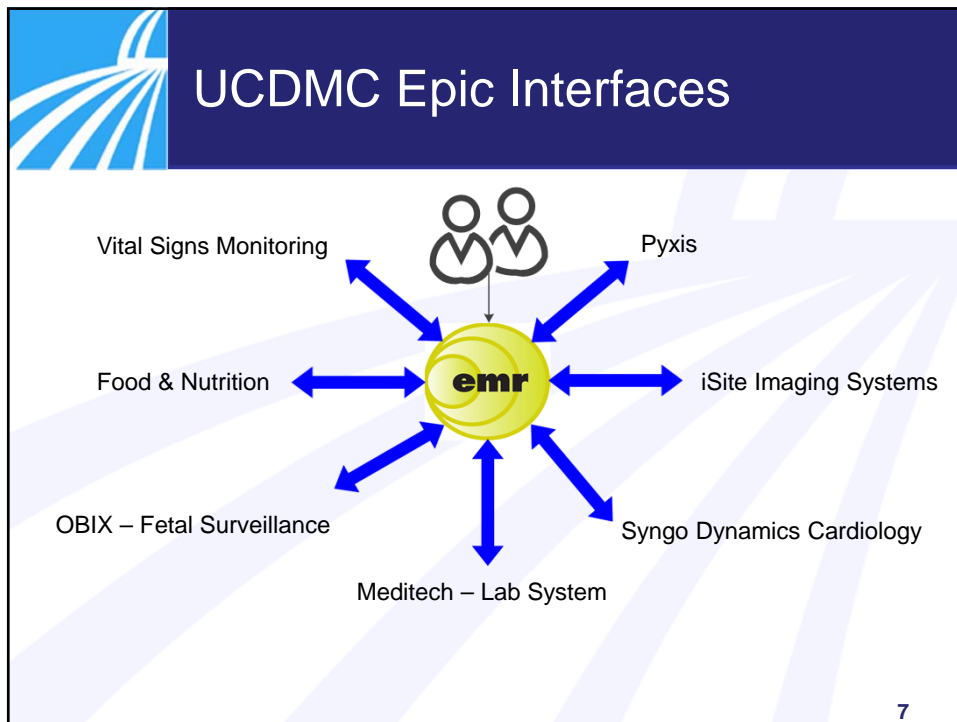 UCDMC Epic Interfaces
Vital Signs Monitoring
Pyxis
Food & Nutrition
emr
iSite Imaging Systems
OBIX – Fetal Surveillance
Syngo Dynamics Cardiology
Meditech – Lab System
7